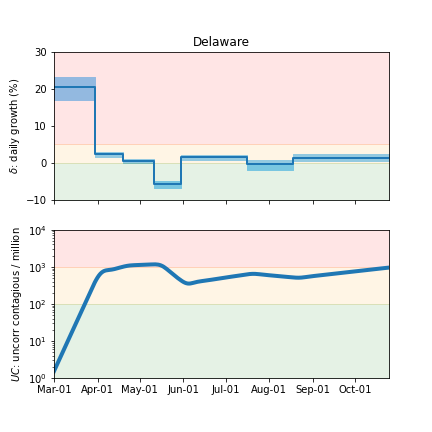 Delaware
δ: daily growth (%)
30
20
10
0
−10
UC: uncorr contagious / million
10⁴
10³
10²
10¹
10⁰
Mar-01 Apr-01 May-01 Jun-01 Jul-01 Aug-01 Sep-01 Oct-01